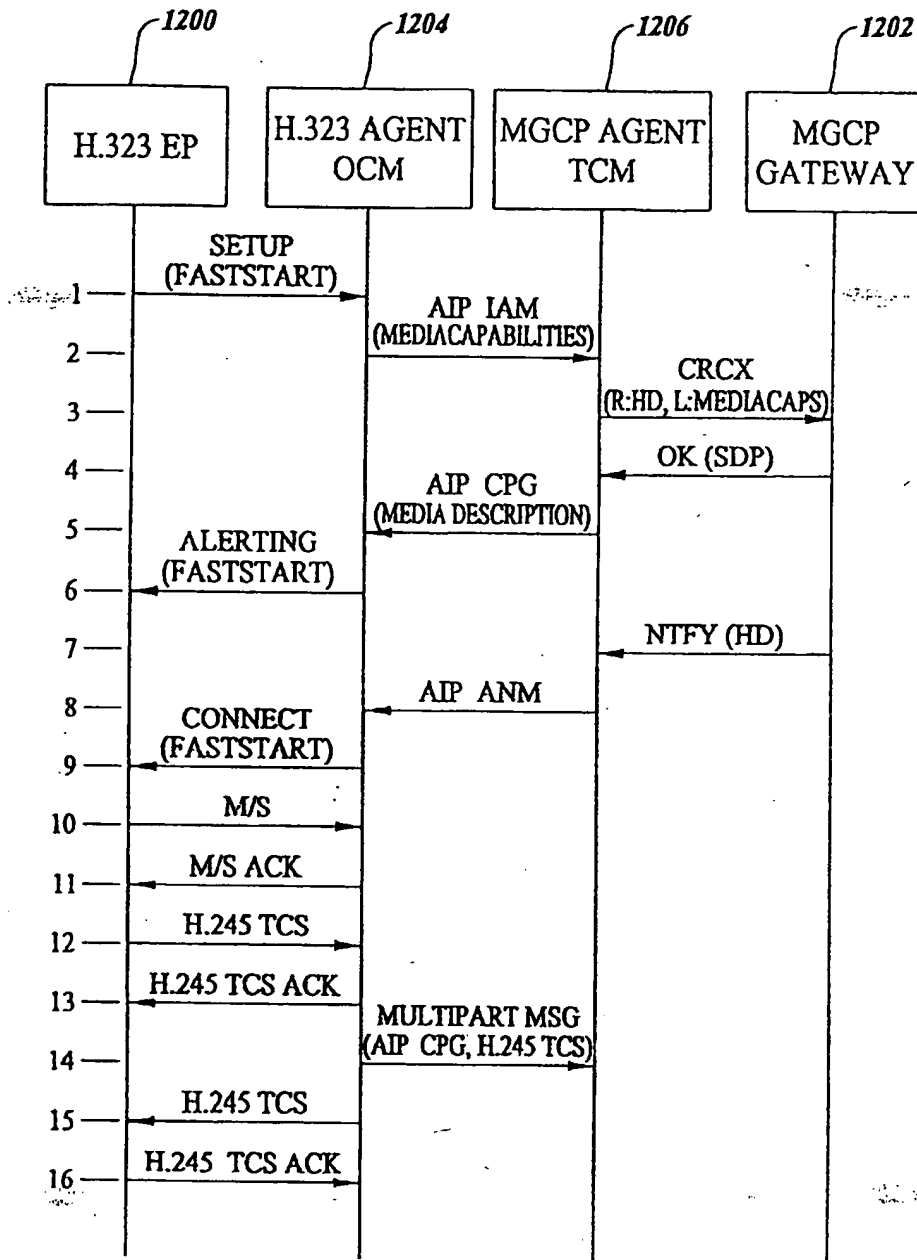 1200
1204
1206
1202
H.323 EP
H.323 AGENT
OCM
MGCP AGENT
TCM
MGCP
GATEWAY
SETUP
(FASTSTART)
1
AIP IAM
(MEDIACAPABILITIES)
2
CRCX
(R:HD, L:MEDIACAPS)
3
OK (SDP)
4
AIP CPG
(MEDIA DESCRIPTION)
5
ALERTING
(FASTSTART)
6
NTFY (HD)
7
AIP ANM
8
CONNECT
(FASTSTART)
9
M/S
10
M/S ACK
11
H.245 TCS
12
H.245 TCS ACK
13
MULTIPART MSG
(AIP CPG, H.245 TCS)
14
H.245 TCS
15
H.245 TCS ACK
16